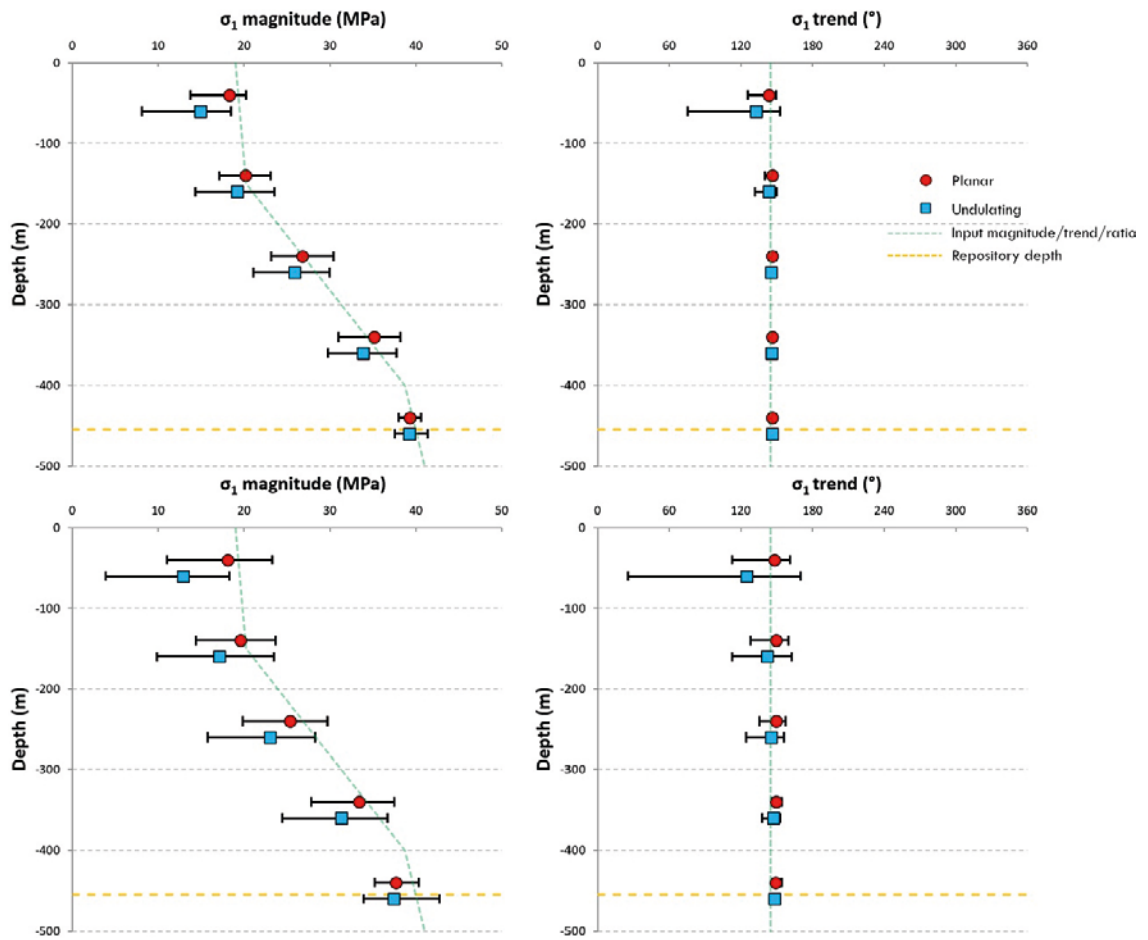 σ1 magnitude (MPa)
0 10 20 30 40 50
0
-100
-200
-300
-400
-500
Depth (m)
σ1 trend (°)
0 60 120 180 240 300 360
0
-100
-200
-300
-400
-500
Depth (m)
Planar
Undulating
Input magnitude/trend/ratio
Repository depth
σ1 magnitude (MPa)
0 10 20 30 40 50
0
-100
-200
-300
-400
-500
Depth (m)
σ1 trend (°)
0 60 120 180 240 300 360
0
-100
-200
-300
-400
-500
Depth (m)